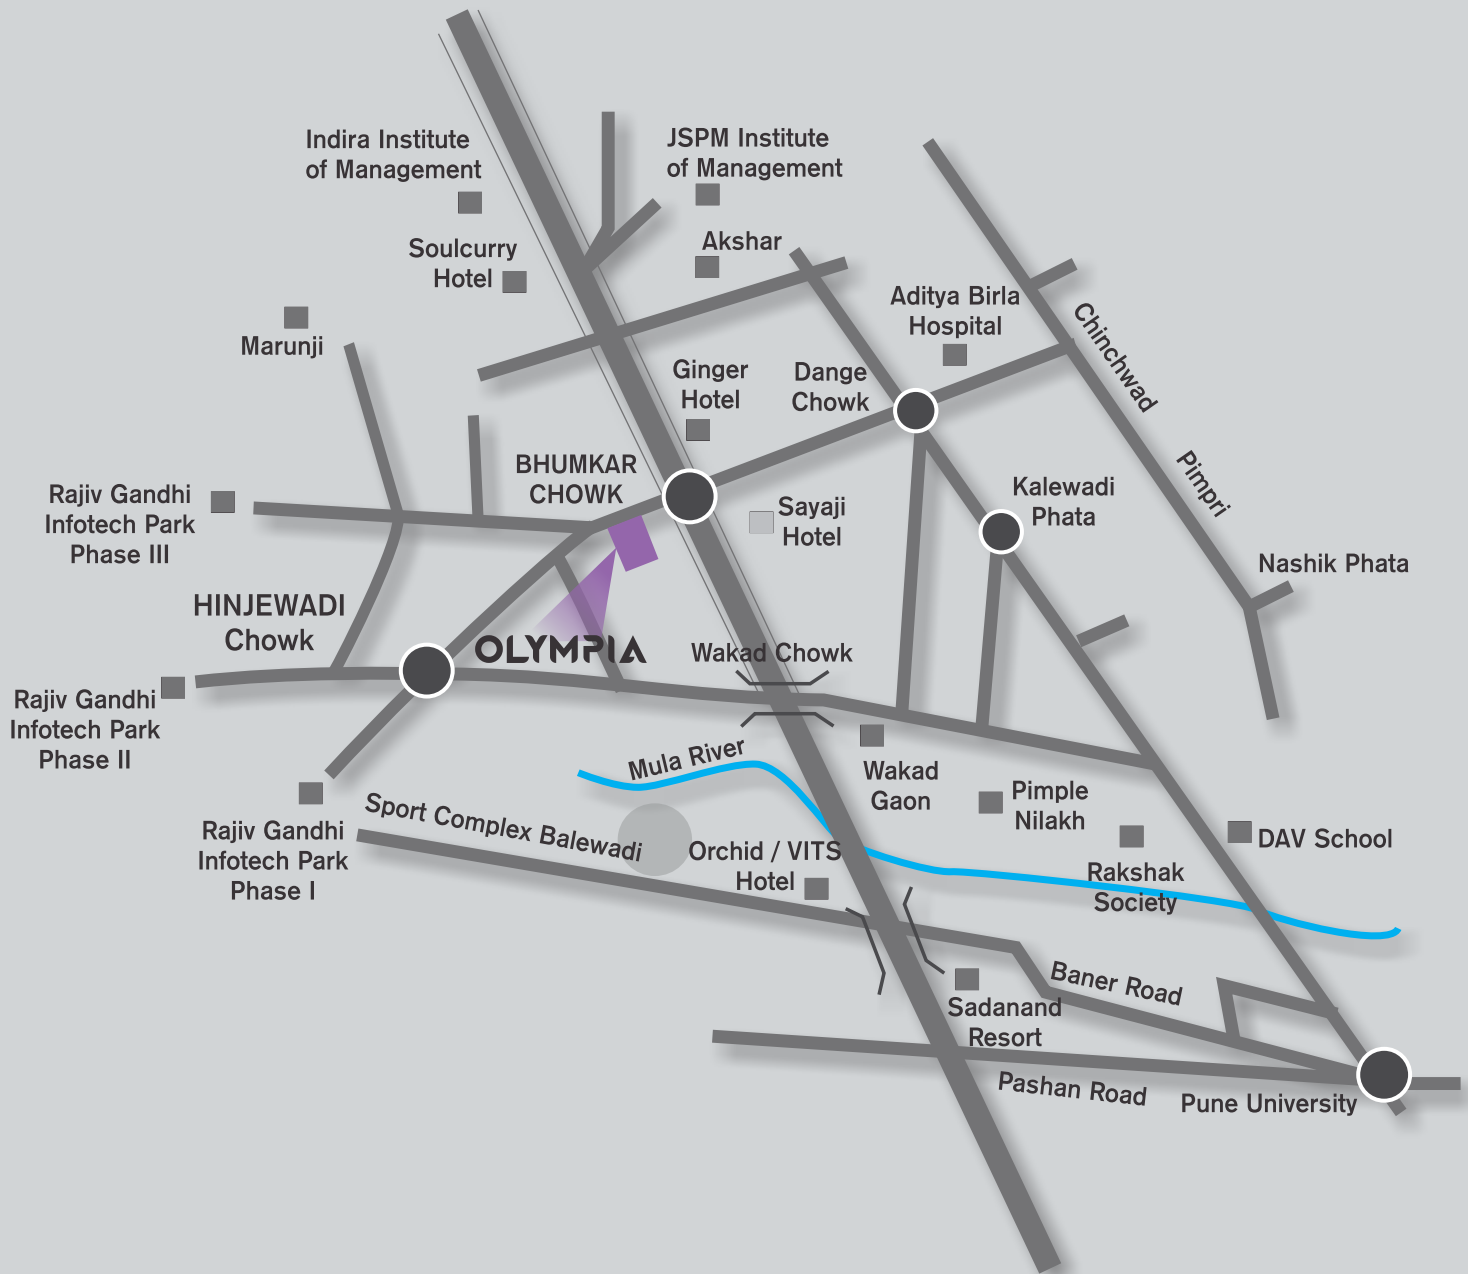 Indira Institute
of Management
JSPM Institute
of Management
Soulcurry
Hotel
Akshar
Marunji
Aditya Birla
Hospital
Chinchwad
Ginger
Hotel
Dange
Chowk
BHUMKAR
CHOWK
Pimpri
Rajiv Gandhi
Infotech Park
Phase III
Sayaji
Hotel
Kalewadi
Phata
Nashik Phata
HINJEWADI
Chowk
OLYMPIA
Wakad Chowk
Rajiv Gandhi
Infotech Park
Phase II
Mula River
Wakad
Gaon
Pimple
Nilakh
Sport Complex Balewadi
Rajiv Gandhi
Infotech Park
Phase I
Orchid / VITS
Hotel
DAV School
Rakshak
Society
Baner Road
Sadanand
Resort
Pashan Road
Pune University